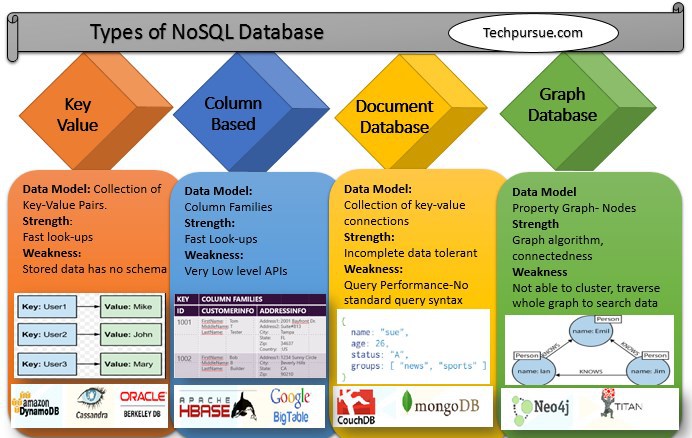 Types of NoSQL Database
Techpursue.com
Key
Value
Column
Based
Document
Database
Graph
Database
Data Model: Collection of
Key-Value Pairs.
Strength:
Fast look-ups
Weakness:
Stored data has no schema
Key: User1
Value: Mike
Key: User2
Value: John
Key: User3
Value: Mary
amazon
DynamoDB
Cassandra
ORACLE
BERKELEY DB
Data Model:
Column Families
Strength:
Fast Look-ups
Weakness:
Very Low level APIs
KEY
COLUMN FAMILIES
ID
CUSTOMERINFO
ADDRESSINFO
1001
FirstName: Tom
MiddleName: T
LastName: Tester
Address1: 2001 Bayfront Dr
Address2: Suite#013
City: Tampa
State: FL
Zip: 34637
Country: US
1002
FirstName: Bob
MiddleName: B
LastName: Builder
Address1: 1234 Sunny Circle
City: Beverly Hills
State: CA
Zip: 90210
APACHE
HBASE
Google
BigTable
Data Model:
Collection of key-value
connections
Strength:
Incomplete data tolerant
Weakness:
Query Performance-No
standard query syntax
{
name: "sue",
age: 26,
status: "A",
groups: [ "news", "sports" ]
}
CouchDB
mongoDB
Data Model
Property Graph- Nodes
Strength
Graph algorithm,
connectedness
Weakness
Not able to cluster, traverse
whole graph to search data
Person
name: Emil
KNOWS
KNOWS
Person
name: Ian
KNOWS
Person
name: Jim
Neo4j
TITAN